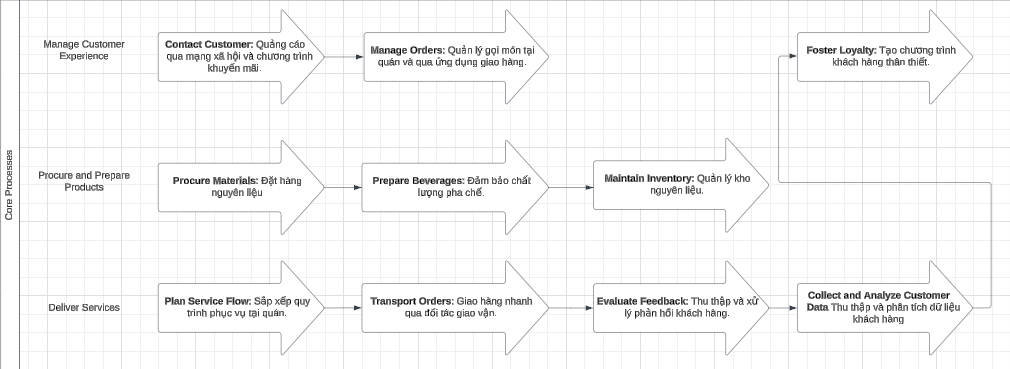 Core Processes
Manage Customer
Experience
Contact Customer: Quảng cáo
qua mạng xã hội và chương trình
khuyến mãi.
Manage Orders: Quản lý gọi món tại
quán và qua ứng dụng giao hàng.
Foster Loyalty: Tạo chương trình
khách hàng thân thiết.
Procure and Prepare
Products
Procure Materials: Đặt hàng
nguyên liệu
Prepare Beverages: Đảm bảo chất
lượng pha chế.
Maintain Inventory: Quản lý kho
nguyên liệu.
Deliver Services
Plan Service Flow: Sắp xếp quy
trình phục vụ tại quán.
Transport Orders: Giao hàng nhanh
qua đối tác giao vận.
Evaluate Feedback: Thu thập và xử
lý phản hồi khách hàng.
Collect and Analyze Customer
Data Thu thập và phân tích dữ liệu
khách hàng